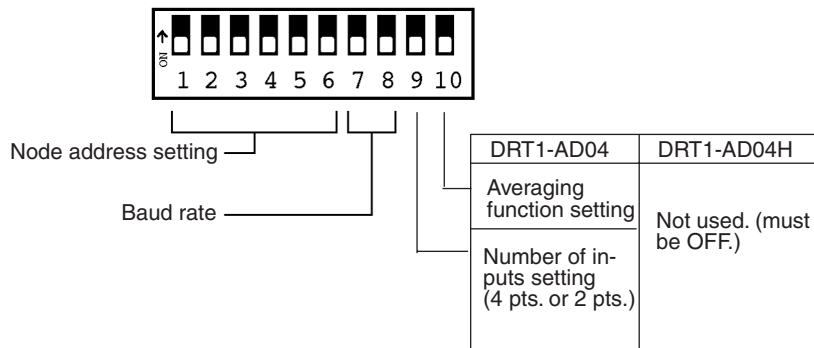 ON
1 2 3 4 5 6 7 8 9 10
Node address setting
Baud rate
DRT1-AD04 DRT1-AD04H
Averaging
function setting
Number of in-
puts setting
(4 pts. or 2 pts.)
Not used. (must
be OFF.)